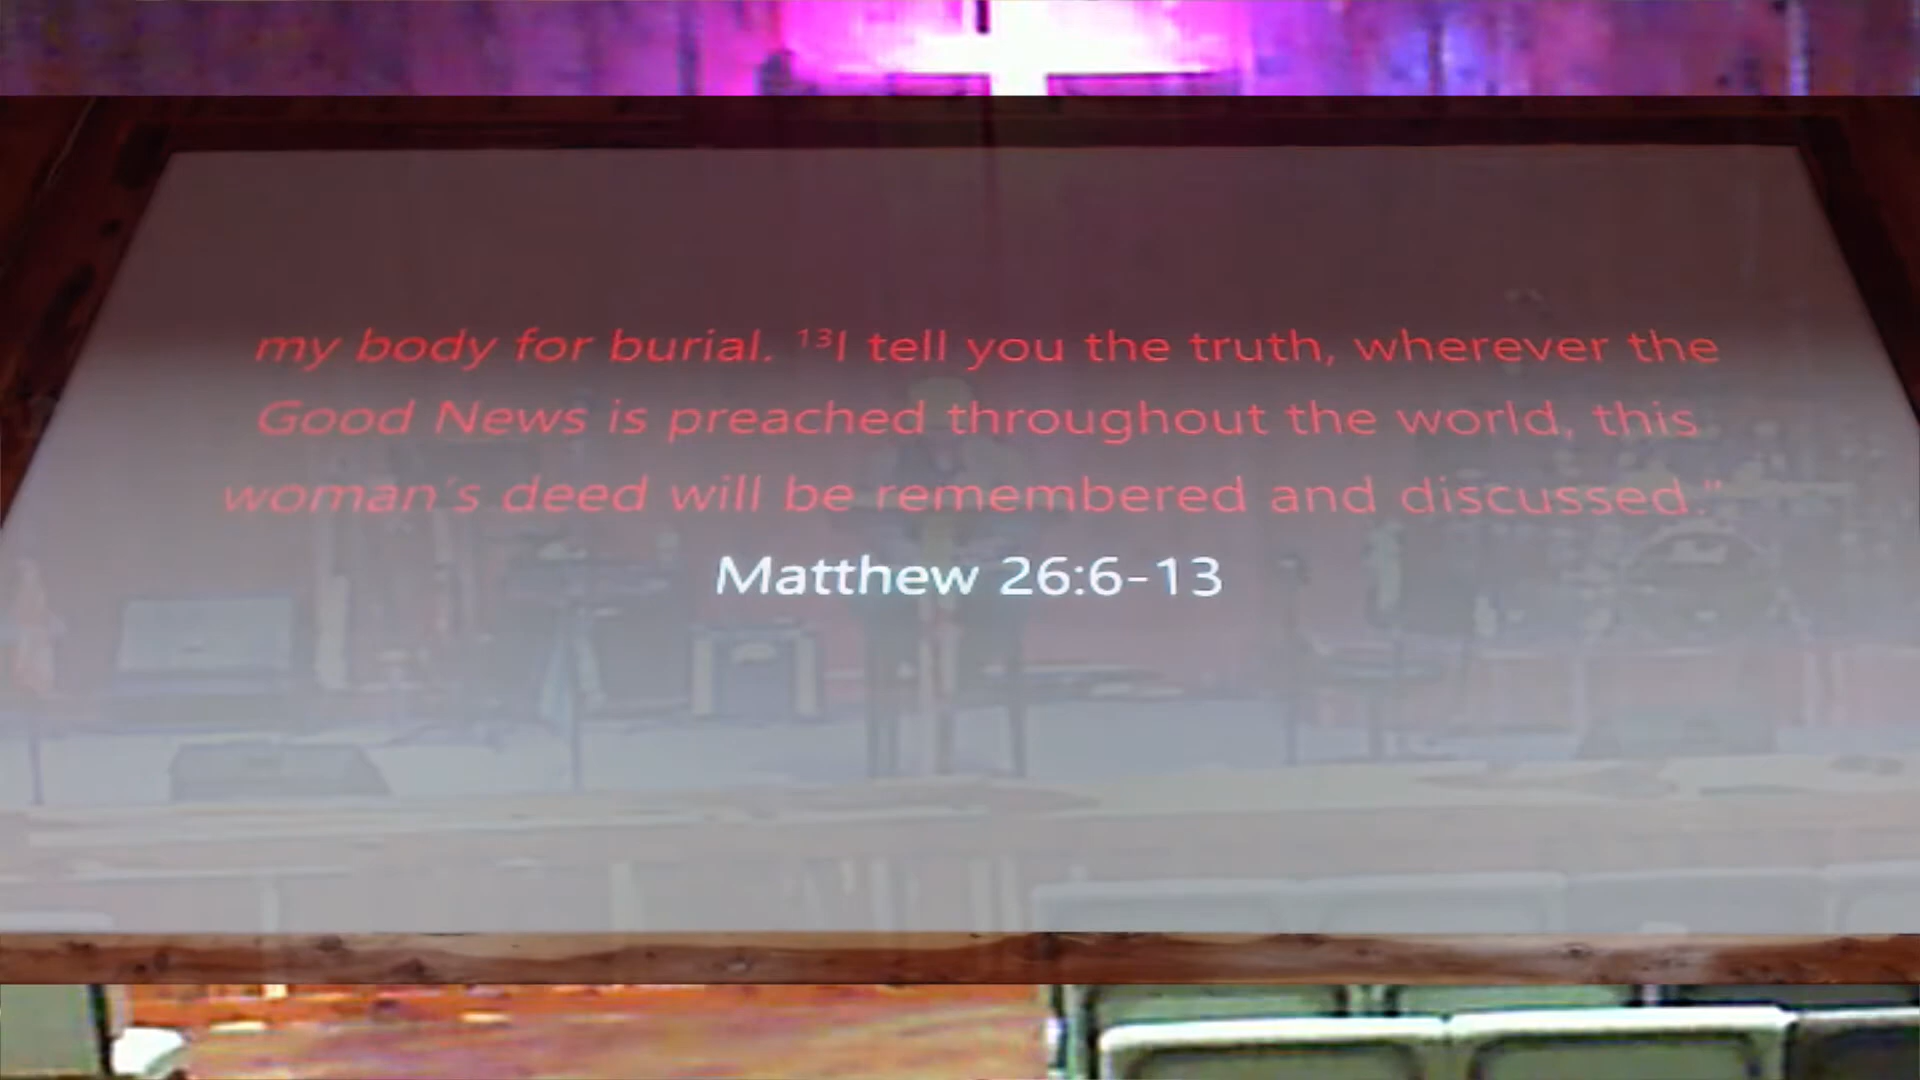 my body for burial. ¹³I tell you the truth, wherever the
Good News is preached throughout the world, this
woman's deed will be remembered and discussed."
Matthew 26:6-13